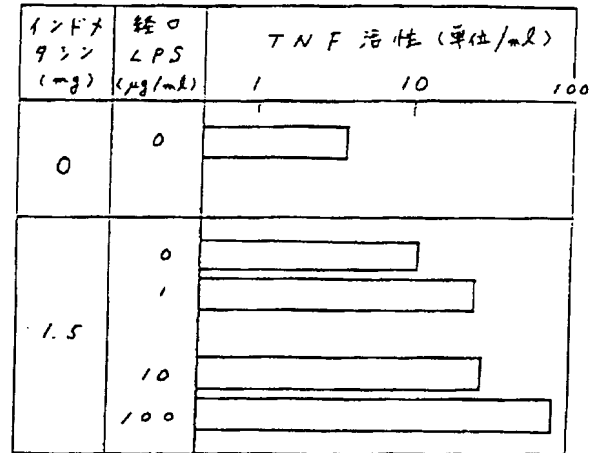 インドメ
タシン
(mg)
経口
LPS
(μg/ml)
TNF 活性 (単位/ml)
1 10 100
0 0
1.5
0
1
10
100